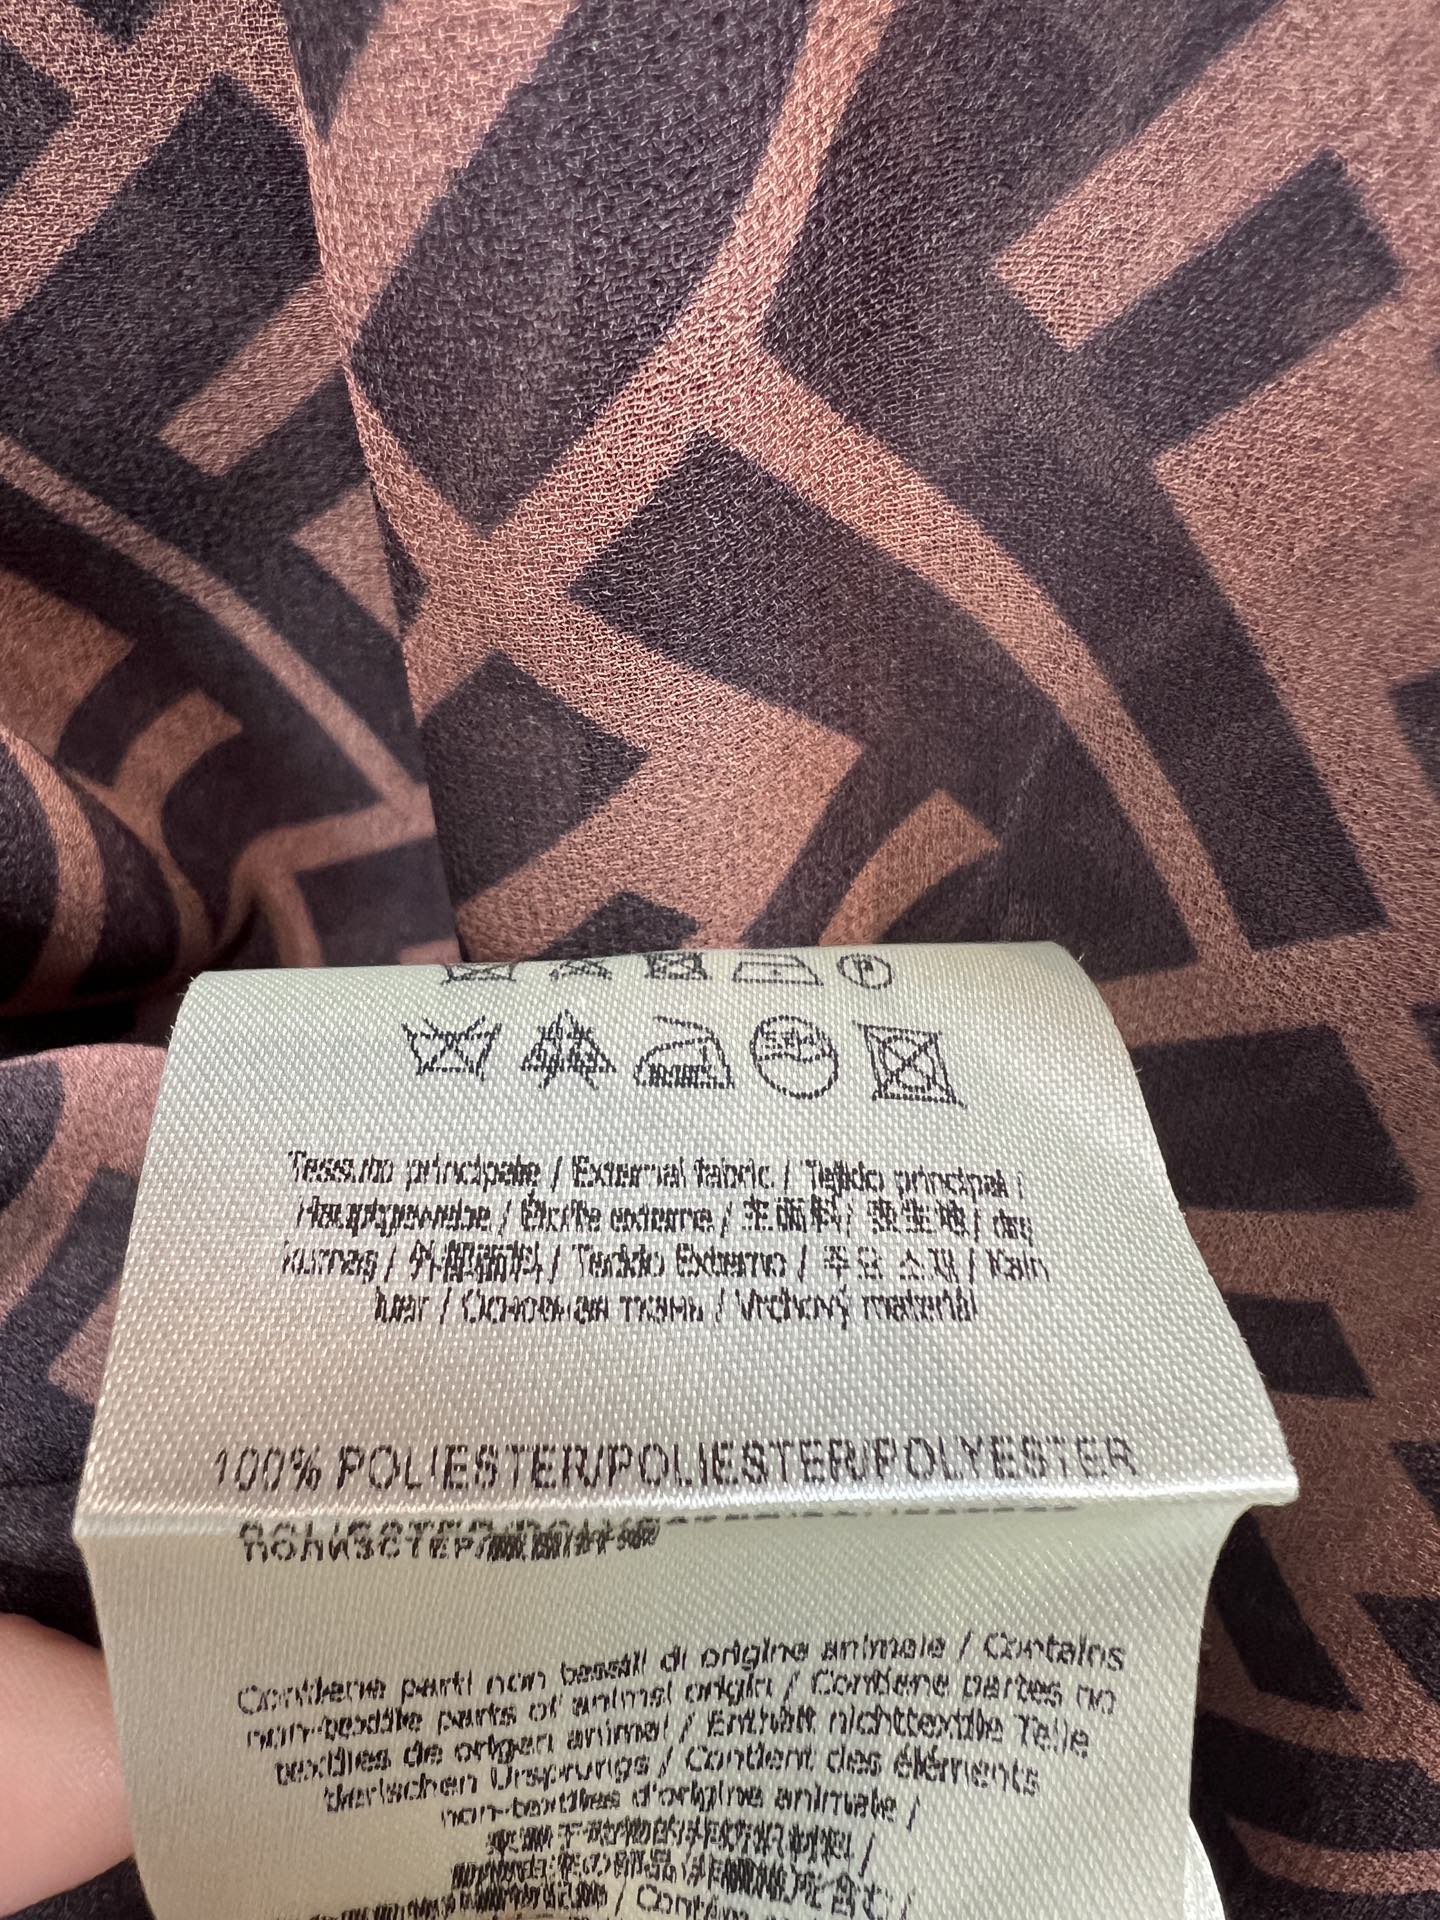 Tessuto principale / External fabric / Tejido principal /
Hauptgewebe / Étoffe externe / 主面料 / 表生地 / dış
kumaş / 外層面料 / Tecido Externo / 주요 소재 / Kain
luar / Основная ткань / Vrchový materiál
100% POLIESTER/POLIESTER/POLYESTER
ПОЛИЭСТЕР/
Contiene parti non tessili di origine animale / Contains
non-textile parts of animal origin / Contiene partes no
textiles de origen animal / Enthält nichttextile Teile
tierischen Ursprungs / Contient des éléments
non-textiles d'origine animale /
/ Contém